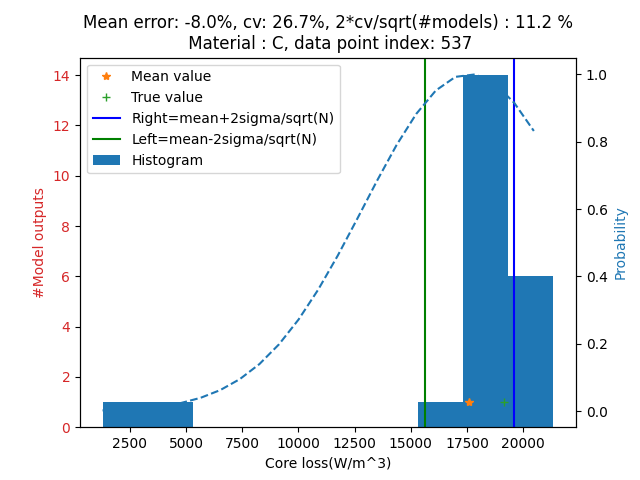 Mean error: -8.0%, cv: 26.7%, 2*cv/sqrt(#models) : 11.2 %
Material : C, data point index: 537
Mean value
True value
Right=mean+2sigma/sqrt(N)
Left=mean-2sigma/sqrt(N)
Histogram
14
12
10
8
6
4
2
0
#Model outputs
1.0
0.8
0.6
0.4
0.2
0.0
Probability
2500 5000 7500 10000 12500 15000 17500 20000
Core loss(W/m^3)